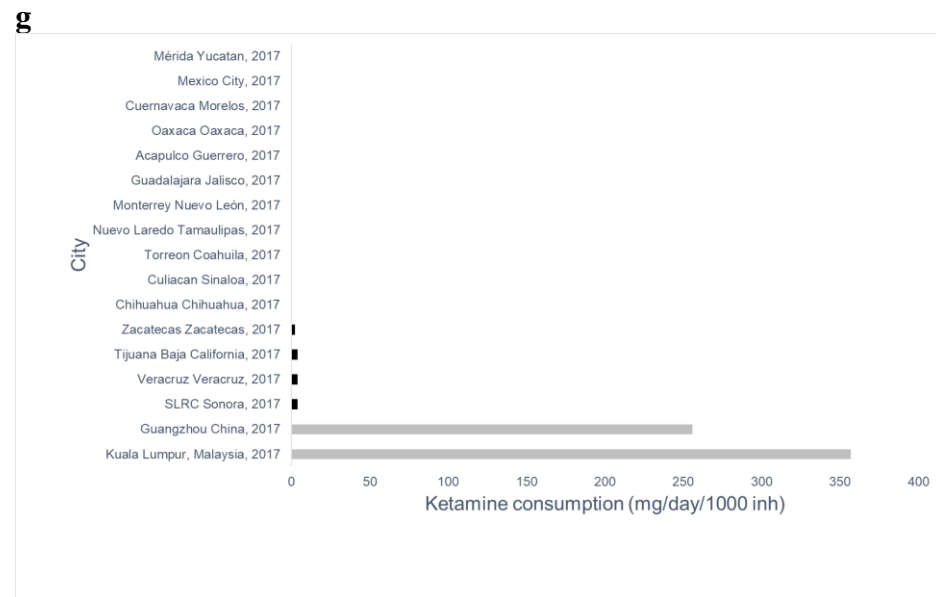 g
Mérida Yucatan, 2017
Mexico City, 2017
Cuernavaca Morelos, 2017
Oaxaca Oaxaca, 2017
Acapulco Guerrero, 2017
Guadalajara Jalisco, 2017
Monterrey Nuevo León, 2017
Nuevo Laredo Tamaulipas, 2017
Torreon Coahuila, 2017
Culiacan Sinaloa, 2017
Chihuahua Chihuahua, 2017
Zacatecas Zacatecas, 2017
Tijuana Baja California, 2017
Veracruz Veracruz, 2017
SLRC Sonora, 2017
Guangzhou China, 2017
Kuala Lumpur, Malaysia, 2017
City
0 50 100 150 200 250 300 350 400
Ketamine consumption (mg/day/1000 inh)